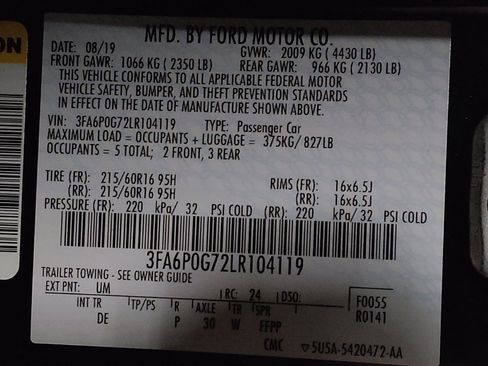 ON
MFD. BY FORD MOTOR CO.
DATE: 08/19 GVWR: 2009 KG ( 4430 LB)
FRONT GAWR: 1066 KG ( 2350 LB) REAR GAWR: 966 KG ( 2130 LB)
THIS VEHICLE CONFORMS TO ALL APPLICABLE FEDERAL MOTOR
VEHICLE SAFETY, BUMPER, AND THEFT PREVENTION STANDARDS
IN EFFECT ON THE DATE OF MANUFACTURE SHOWN ABOVE.
VIN: 3FA6P0G72LR104119 TYPE: Passenger Car
MAXIMUM LOAD = OCCUPANTS + LUGGAGE = 375KG/ 827LB
OCCUPANTS = 5 TOTAL; 2 FRONT, 3 REAR
TIRE (FR): 215/60R16 95H RIMS (FR): 16x6.5J
(RR): 215/60R16 95H (RR): 16x6.5J
PRESSURE (FR): 220 kPa/ 32 PSI COLD (RR): 220 kPa/ 32 PSI COLD
3FA6P0G72LR104119
TRAILER TOWING - SEE OWNER GUIDE
EXT PNT: UM RC: 24 DSO: F0055
INT TR TP/PS R AXLE TR SPR R0141
DE P 30 W FFPP
CMC ▽5U5A-5420472-AA